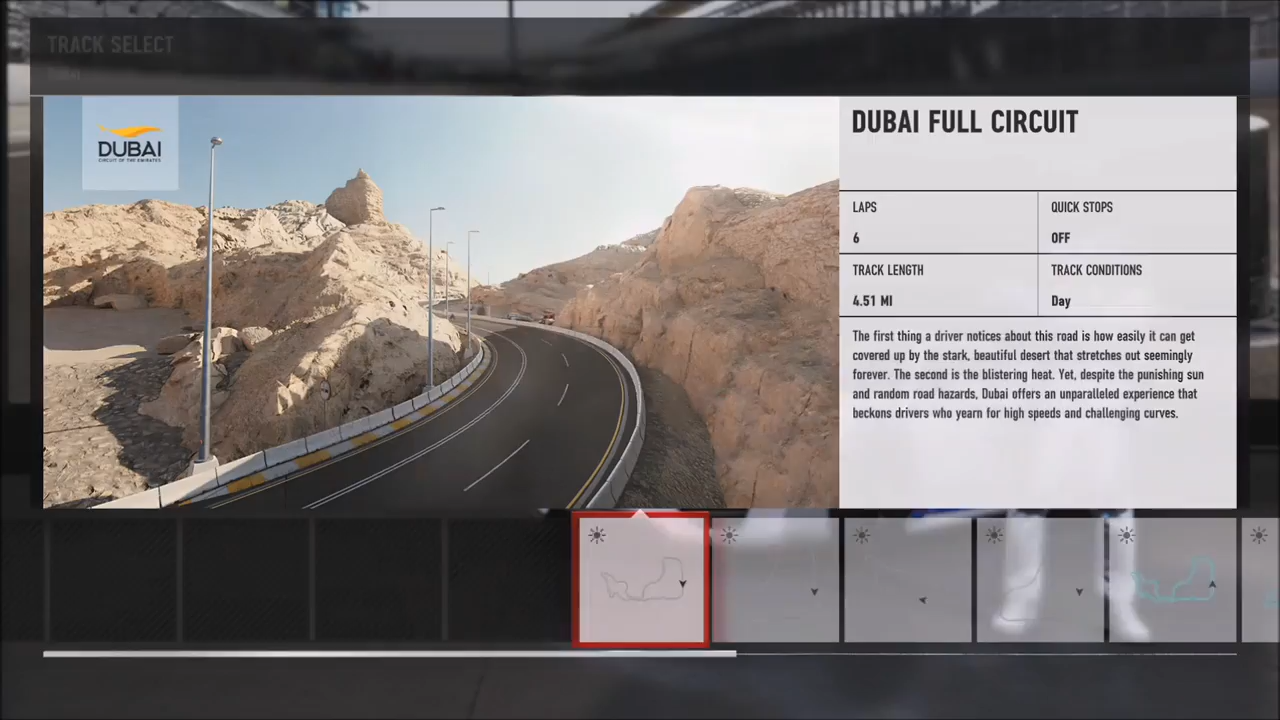 TRACK SELECT
Dubai
DUBAI
CIRCUIT OF THE EMIRATES
DUBAI FULL CIRCUIT
LAPS
6
QUICK STOPS
OFF
TRACK LENGTH
4.51 MI
TRACK CONDITIONS
Day
The first thing a driver notices about this road is how easily it can get
covered up by the stark, beautiful desert that stretches out seemingly
forever. The second is the blistering heat. Yet, despite the punishing sun
and random road hazards, Dubai offers an unparalleled experience that
beckons drivers who yearn for high speeds and challenging curves.